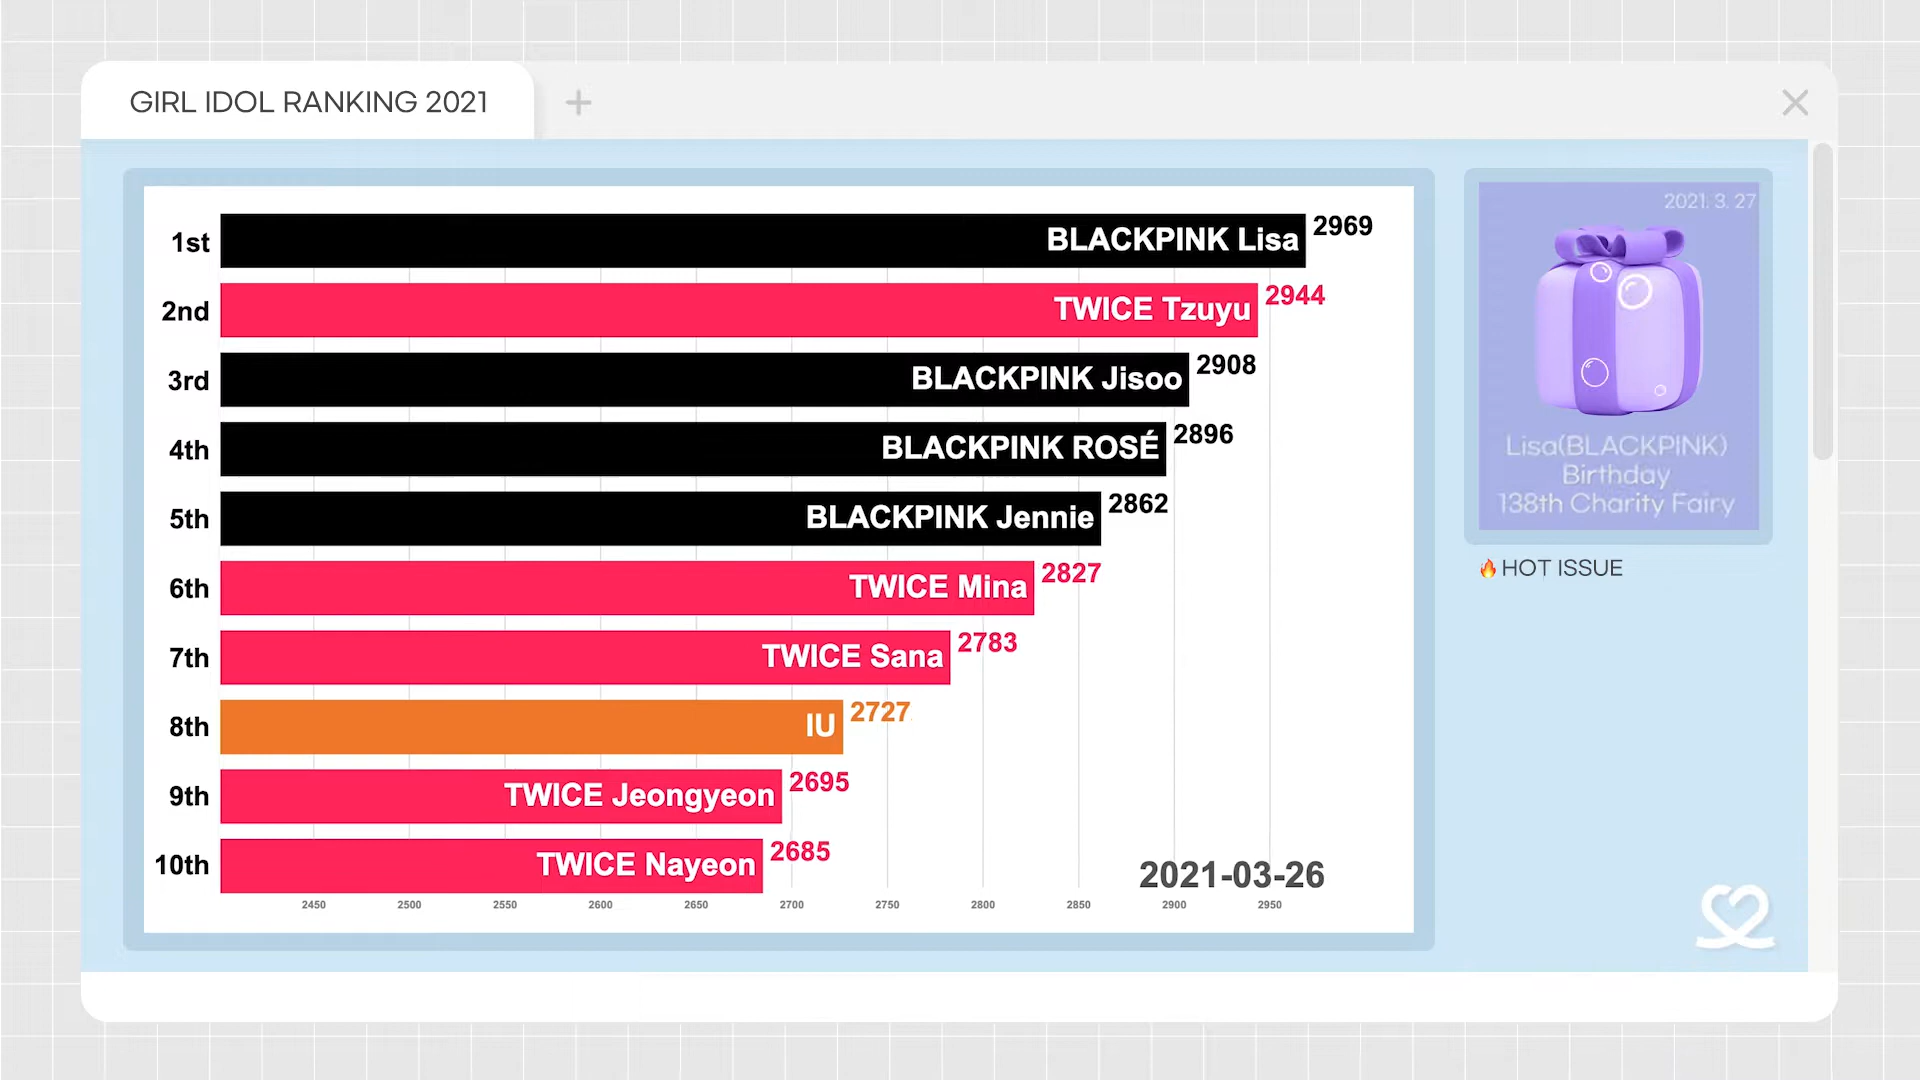 GIRL IDOL RANKING 2021
1st BLACKPINK Lisa 2969
2nd TWICE Tzuyu 2944
3rd BLACKPINK Jisoo 2908
4th BLACKPINK ROSÉ 2896
5th BLACKPINK Jennie 2862
6th TWICE Mina 2827
7th TWICE Sana 2783
8th IU 2727
9th TWICE Jeongyeon 2695
10th TWICE Nayeon 2685
2021-03-26
2450 2500 2550 2600 2650 2700 2750 2800 2850 2900 2950
2021. 3. 27
Lisa(BLACKPINK)
Birthday
138th Charity Fairy
🔥HOT ISSUE